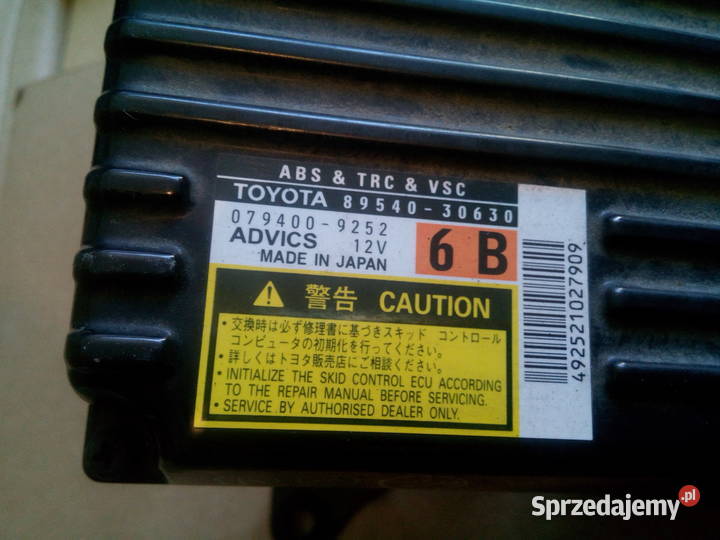 ABS & TRC & VSC
TOYOTA 89540-30630
079400-9252
ADVICS 12V
MADE IN JAPAN
6B
492521027909
警告 CAUTION
・交換時は必ず修理書に基づきスキッド コントロール
コンピュータの初期化を行ってください。
・詳しくはトヨタ販売店にご相談ください。
・INITIALIZE THE SKID CONTROL ECU ACCORDING
TO THE REPAIR MANUAL BEFORE SERVICING.
・SERVICE BY AUTHORISED DEALER ONLY.
Sprzedajemy.pl